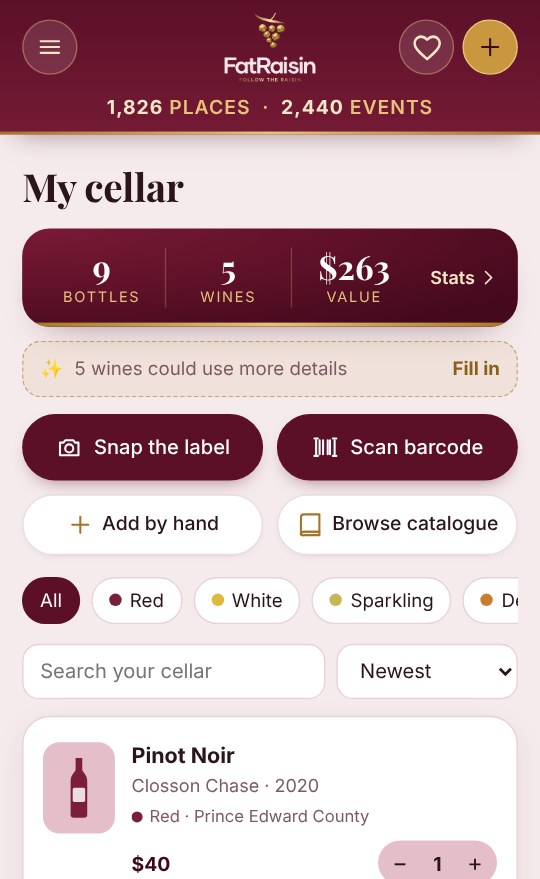 FatRaisin
FOLLOW THE RAISIN
1,826 PLACES · 2,440 EVENTS
My cellar
9 5 $263
BOTTLES WINES VALUE
Stats
✨ 5 wines could use more details Fill in
Snap the label Scan barcode
Add by hand Browse catalogue
All Red White Sparkling De
Search your cellar Newest
Pinot Noir
Closson Chase · 2020
Red · Prince Edward County
$40 − 1 +